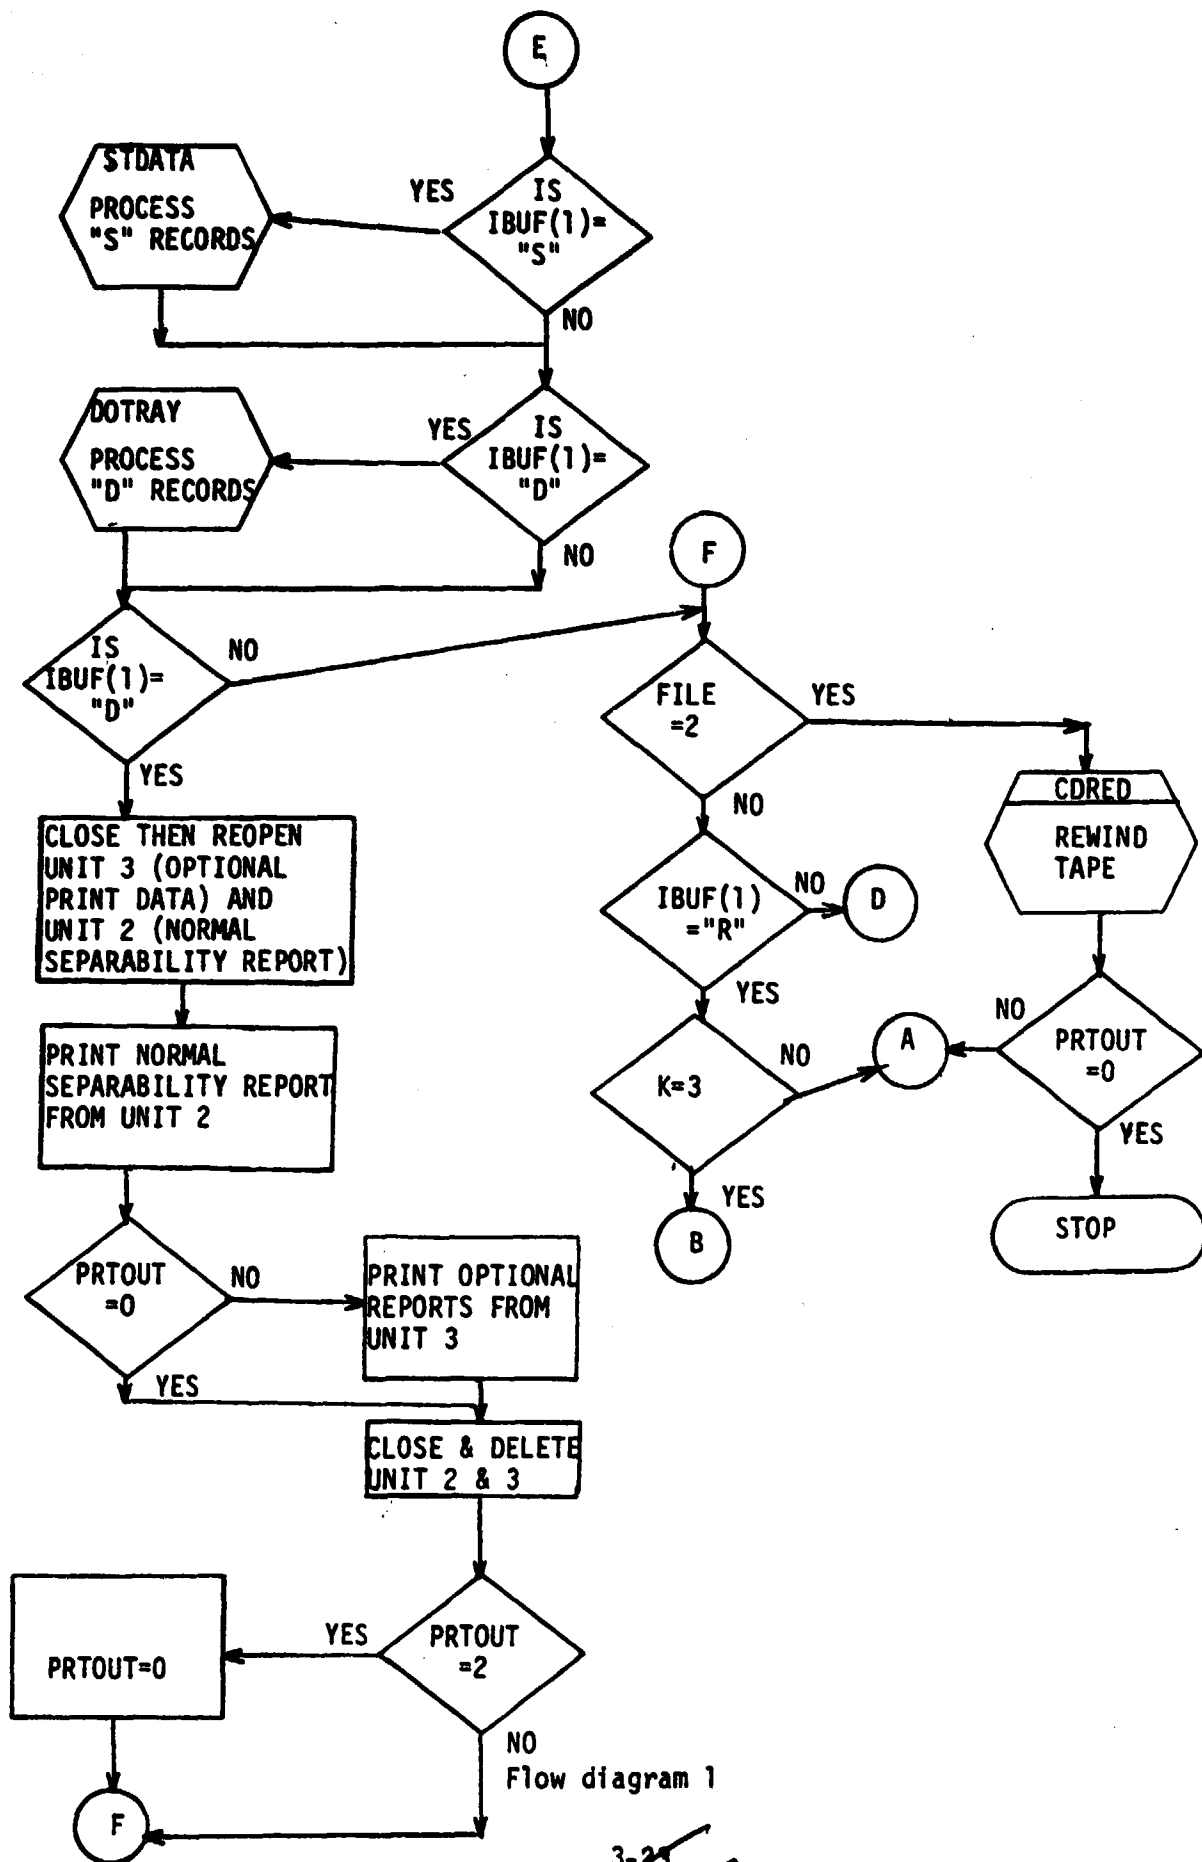 E
STDATA
PROCESS
"S" RECORDS
YES
IS
IBUF(1)=
"S"
NO
DOTRAY
PROCESS
"D" RECORDS
YES
IS
IBUF(1)=
"D"
NO
IS
IBUF(1)=
"D"
NO
YES
CLOSE THEN REOPEN
UNIT 3 (OPTIONAL
PRINT DATA) AND
UNIT 2 (NORMAL
SEPARABILITY REPORT)
PRINT NORMAL
SEPARABILITY REPORT
FROM UNIT 2
PRTOUT
=0
NO
YES
PRINT OPTIONAL
REPORTS FROM
UNIT 3
CLOSE & DELETE
UNIT 2 & 3
PRTOUT
=2
YES
PRTOUT=0
NO
F
F
FILE
=2
YES
NO
IBUF(1)
="R"
NO
D
YES
K=3
NO
A
YES
B
CDRED
REWIND
TAPE
PRTOUT
=0
NO
YES
STOP
Flow diagram 1